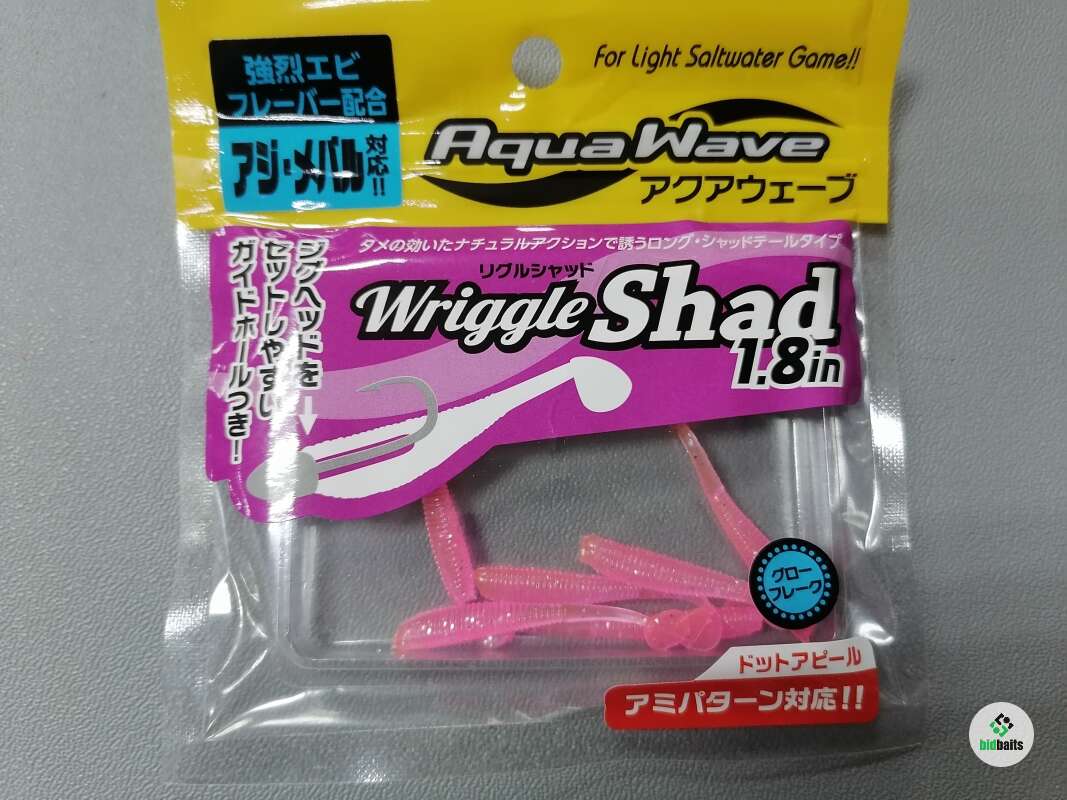 強烈エビ
フレーバー配合
アジ・メバル対応!!
For Light Saltwater Game!!
AquaWave
アクアウェーブ
タメの効いたナチュラルアクションで誘うロング・シャッドテールタイプ
リグルシャッド
Wriggle Shad
1.8in
ジグヘッドを
セットしやすい
ガイドホールつき!
グロー
フレーク
ドットアピール
アミパターン対応!!
bidbaits